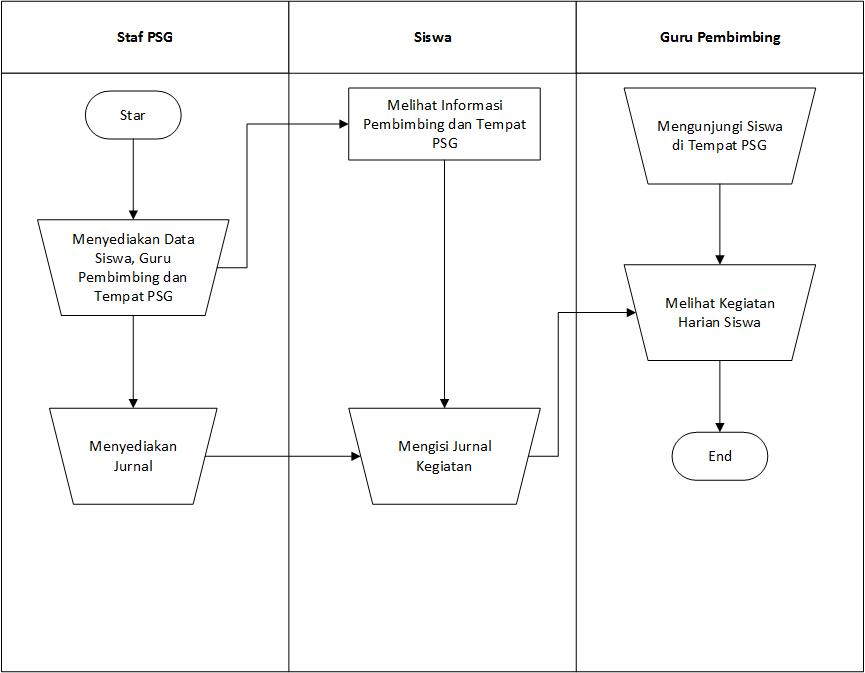 Staf PSG
Siswa
Guru Pembimbing
Star
Melihat Informasi
Pembimbing dan Tempat
PSG
Mengunjungi Siswa
di Tempat PSG
Menyediakan Data
Siswa, Guru
Pembimbing dan
Tempat PSG
Melihat Kegiatan
Harian Siswa
Menyediakan
Jurnal
Mengisi Jurnal
Kegiatan
End